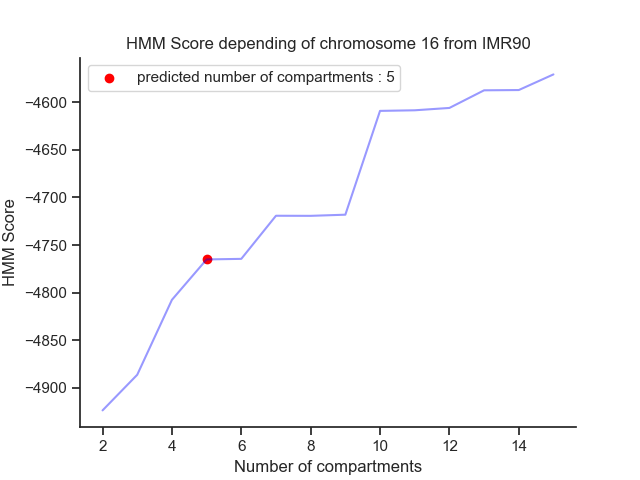 HMM Score depending of chromosome 16 from IMR90
predicted number of compartments : 5
HMM Score
−4600
−4650
−4700
−4750
−4800
−4850
−4900
2 4 6 8 10 12 14
Number of compartments